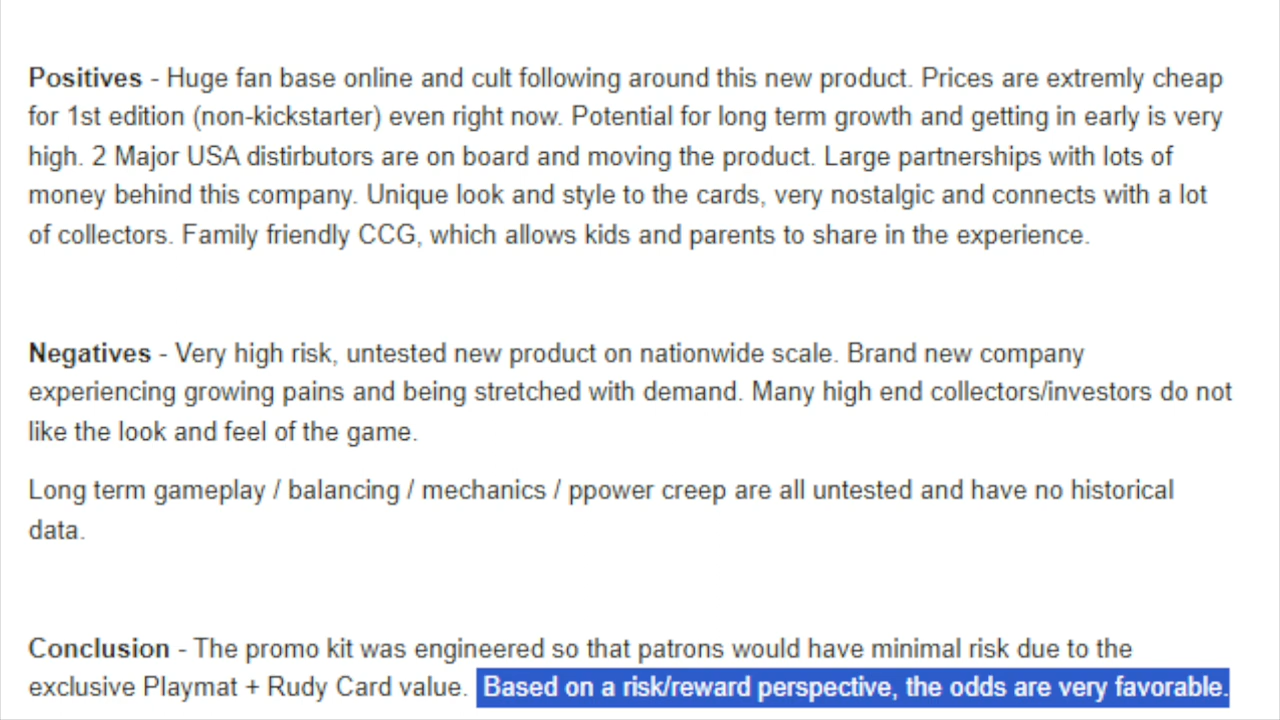 Positives - Huge fan base online and cult following around this new product. Prices are extremly cheap
for 1st edition (non-kickstarter) even right now. Potential for long term growth and getting in early is very
high. 2 Major USA distirbutors are on board and moving the product. Large partnerships with lots of
money behind this company. Unique look and style to the cards, very nostalgic and connects with a lot
of collectors. Family friendly CCG, which allows kids and parents to share in the experience.
Negatives - Very high risk, untested new product on nationwide scale. Brand new company
experiencing growing pains and being stretched with demand. Many high end collectors/investors do not
like the look and feel of the game.
Long term gameplay / balancing / mechanics / ppower creep are all untested and have no historical
data.
Conclusion - The promo kit was engineered so that patrons would have minimal risk due to the
exclusive Playmat + Rudy Card value. Based on a risk/reward perspective, the odds are very favorable.